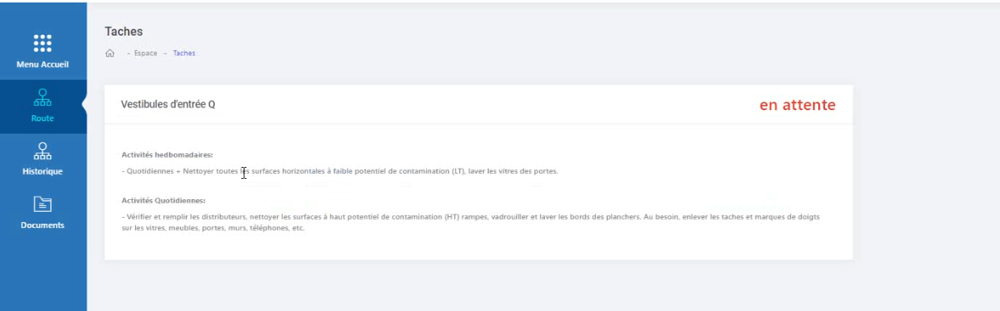 Menu Accueil
Route
Historique
Documents
Taches
- Espace - Taches
Vestibules d'entrée Q
en attente
Activités hedbomadaires:
- Quotidiennes + Nettoyer toutes les surfaces horizontales à faible potentiel de contamination (LT), laver les vitres des portes.
Activités Quotidiennes:
- Vérifier et remplir les distributeurs, nettoyer les surfaces à haut potentiel de contamination (HT) rampes, vadrouiller et laver les bords des planchers. Au besoin, enlever les taches et marques de doigts
sur les vitres, meubles, portes, murs, téléphones, etc.